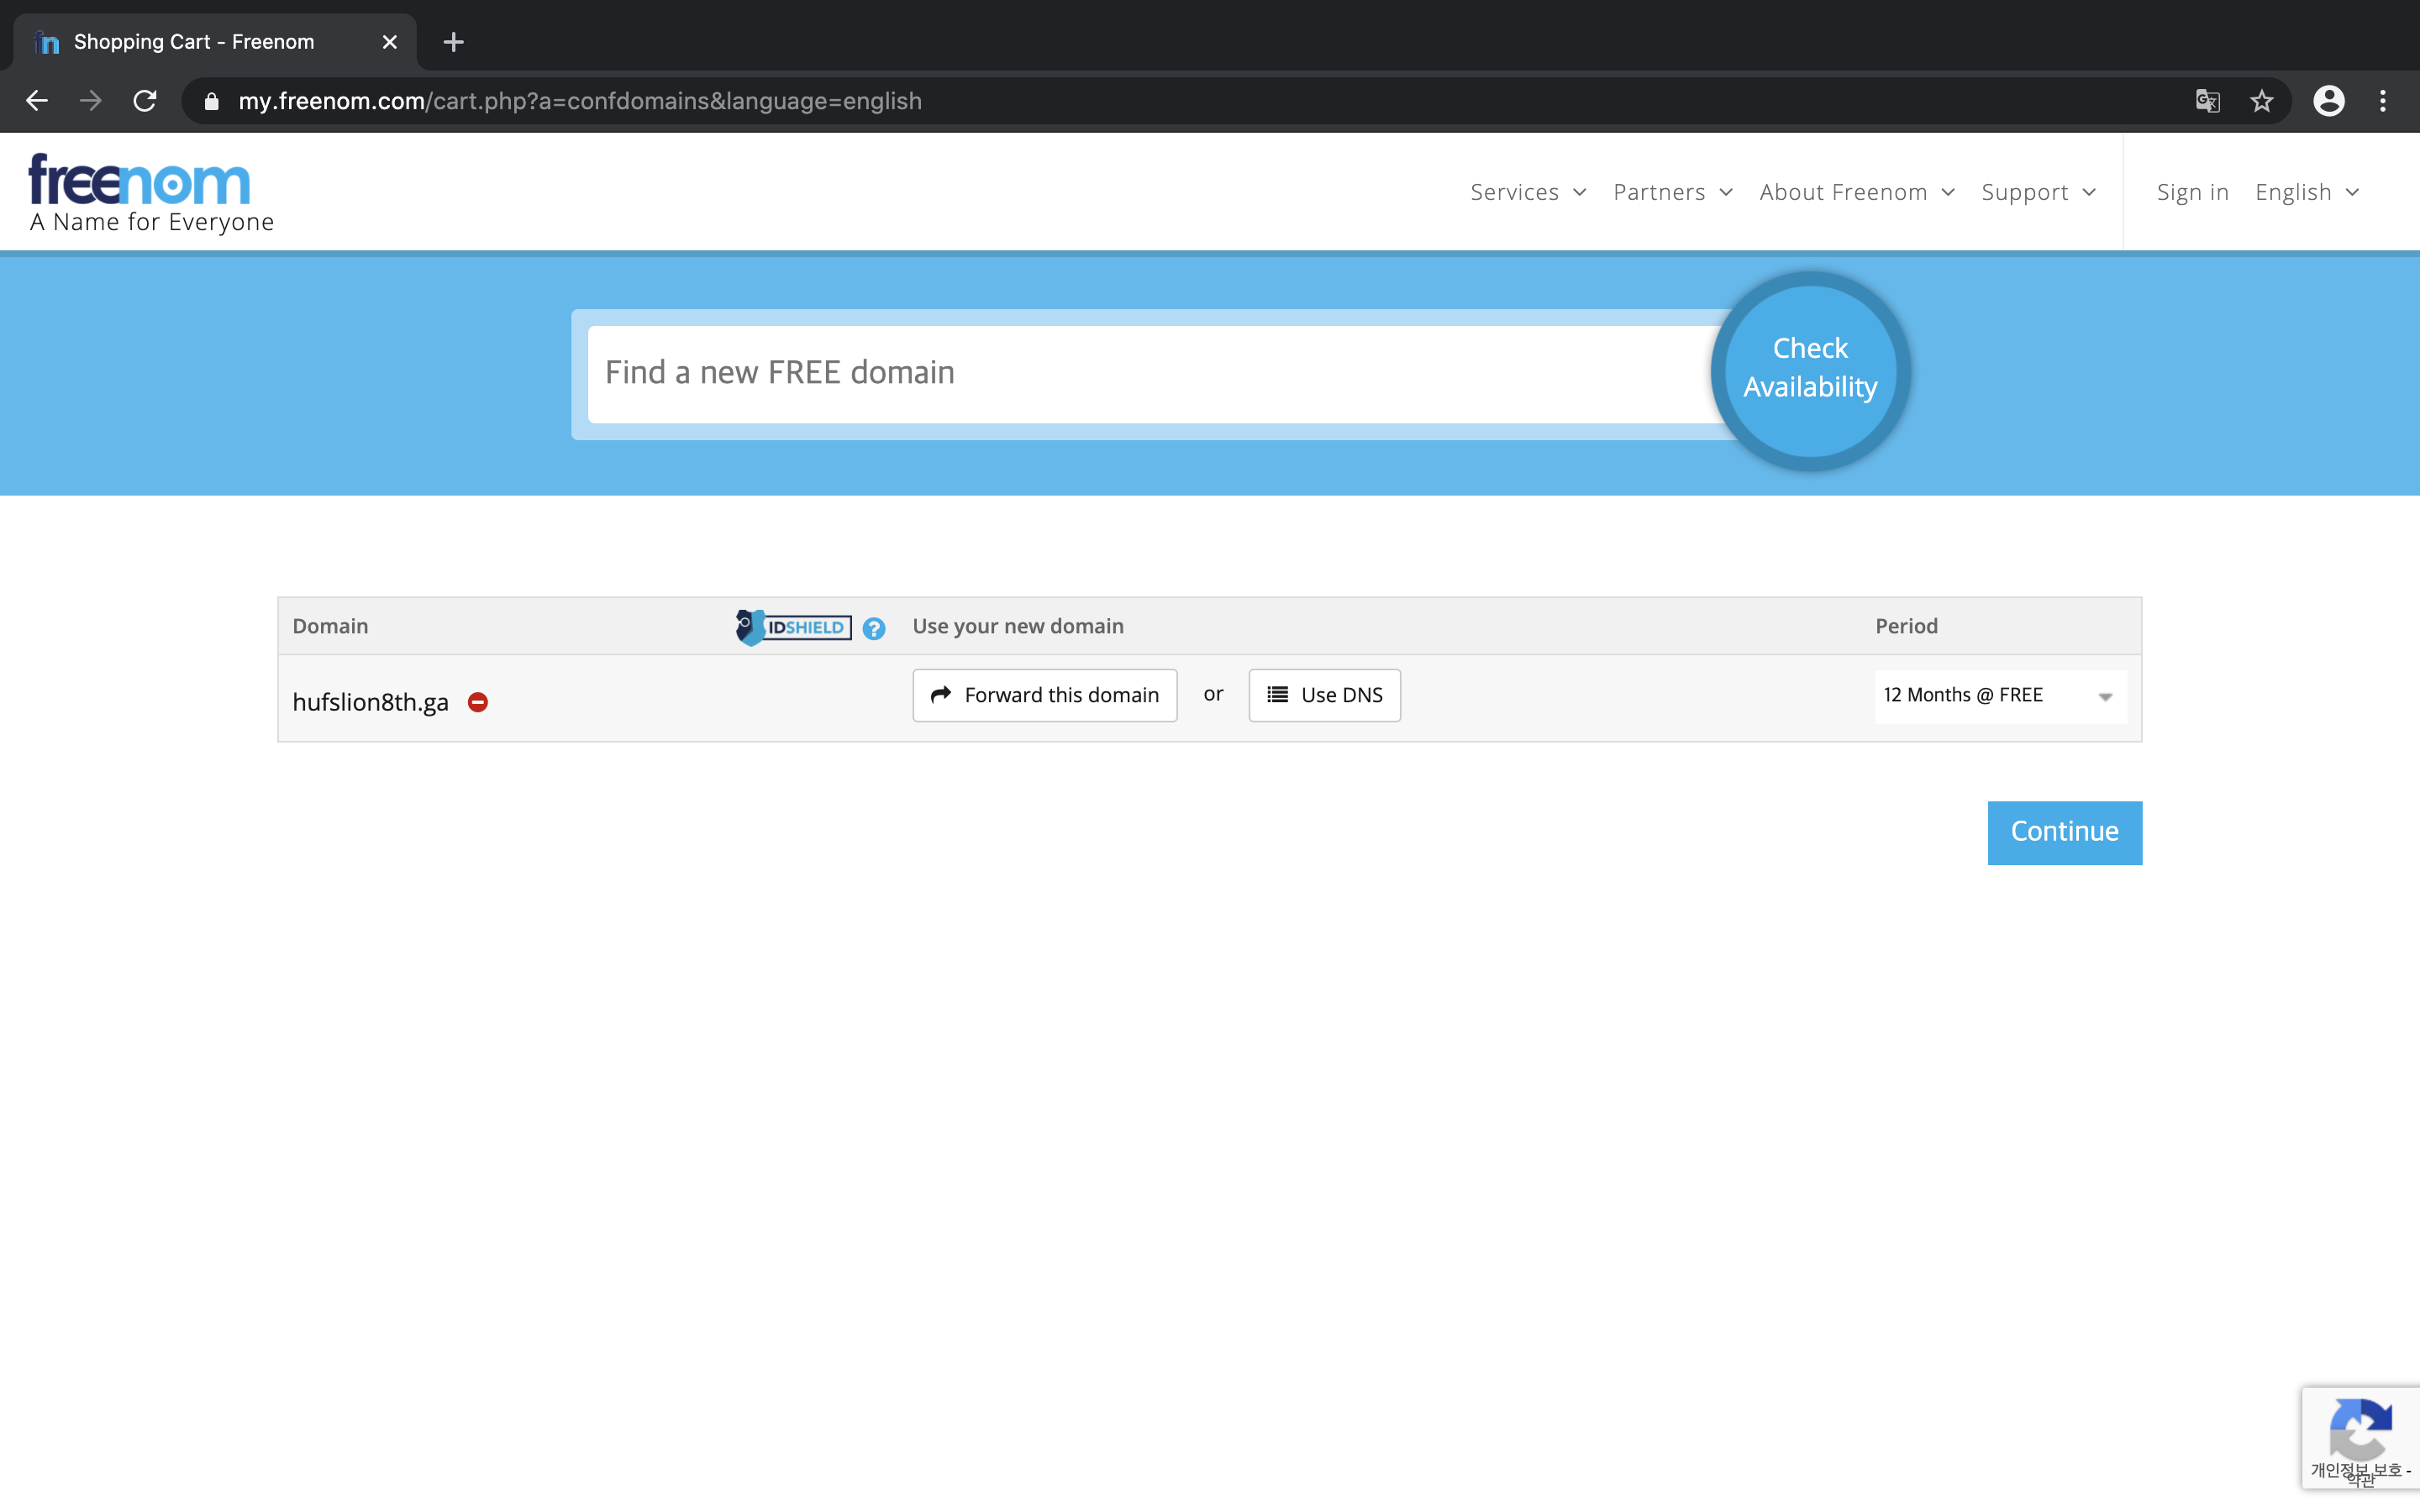 Shopping Cart - Freenom
my.freenom.com/cart.php?a=confdomains&language=english
freenom
A Name for Everyone
Services Partners About Freenom Support Sign in English
Find a new FREE domain
Check
Availability
Domain IDSHIELD ? Use your new domain Period
hufslion8th.ga Forward this domain or Use DNS 12 Months @ FREE
Continue
개인정보 보호 -
약관